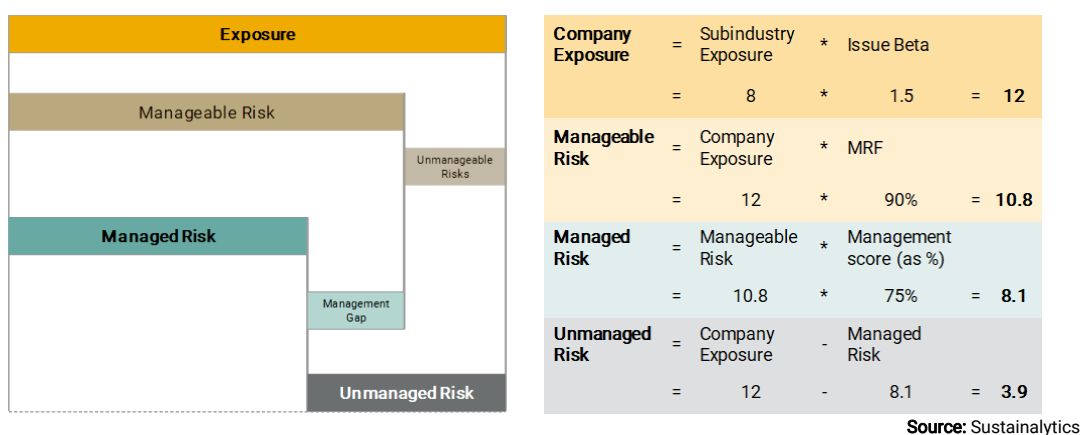 Exposure
Manageable Risk
Unmanageable
Risks
Managed Risk
Management
Gap
Unmanaged Risk
Company
Exposure
=
Subindustry
Exposure
*
Issue Beta
= 8 * 1.5 = 12
Manageable
Risk
=
Company
Exposure
*
MRF
= 12 * 90% = 10.8
Managed
Risk
=
Manageable
Risk
*
Management
score (as %)
= 10.8 * 75% = 8.1
Unmanaged
Risk
=
Company
Exposure
-
Managed
Risk
= 12 - 8.1 = 3.9
Source: Sustainalytics